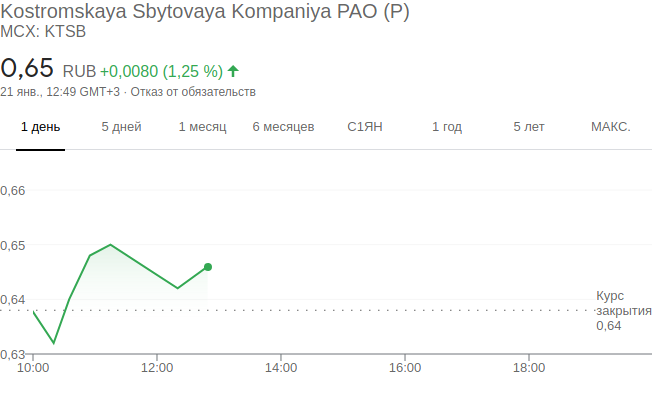 Kostromskaya Sbytovaya Kompaniya PAO (P)
MCX: KTSB
0,65 RUB +0,0080 (1,25 %)
21 янв., 12:49 GMT+3 · Отказ от обязательств
1 день 5 дней 1 месяц 6 месяцев С1ЯН 1 год 5 лет МАКС.
0,66
0,65
0,64
Курс
закрытия
0,64
0,63
10:00 12:00 14:00 16:00 18:00